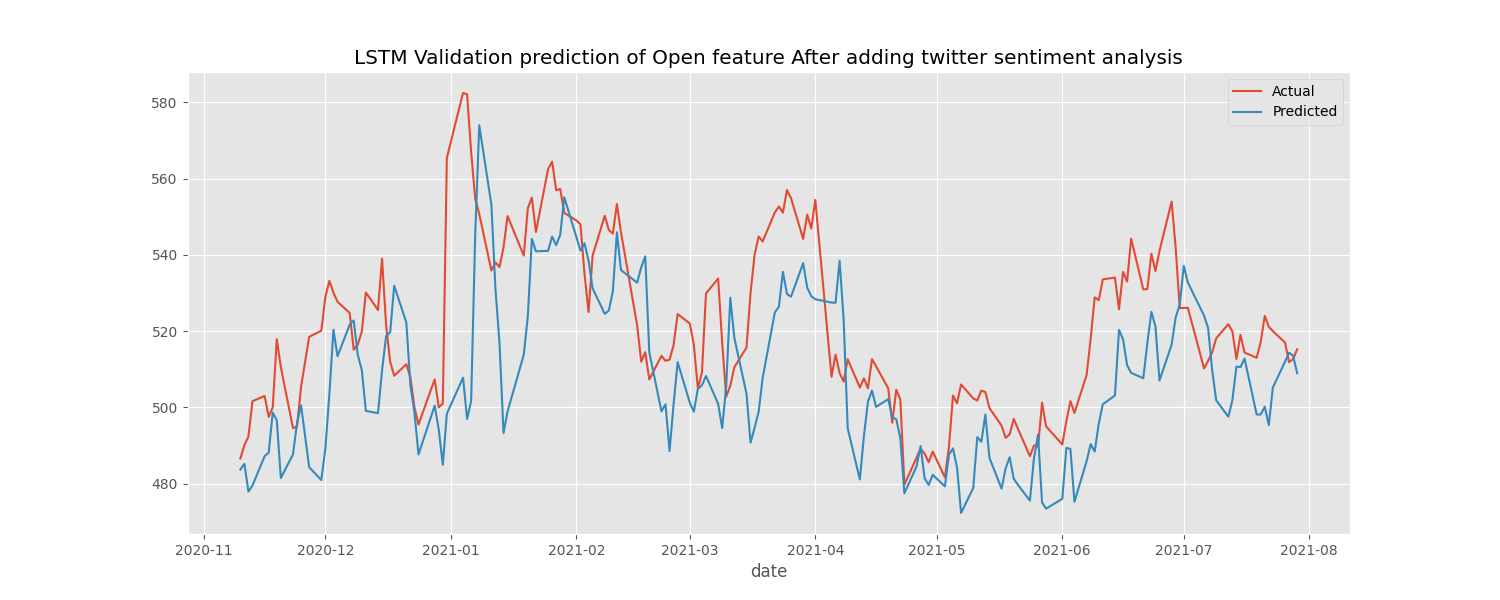 LSTM Validation prediction of Open feature After adding twitter sentiment analysis
Actual
Predicted
580
560
540
520
500
480
2020-11 2020-12 2021-01 2021-02 2021-03 2021-04 2021-05 2021-06 2021-07 2021-08
date